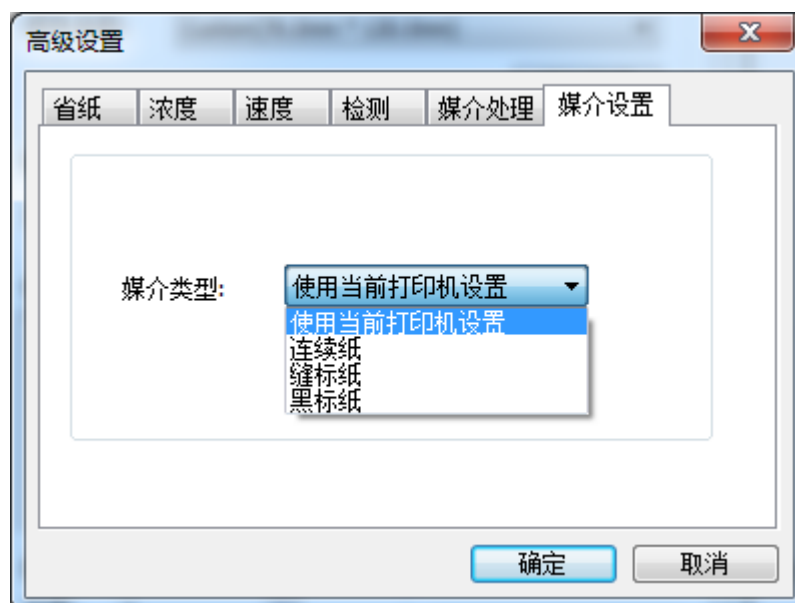 高级设置
省纸 浓度 速度 检测 媒介处理 媒介设置
媒介类型: 使用当前打印机设置
使用当前打印机设置
连续纸
缝标纸
黑标纸
确定 取消